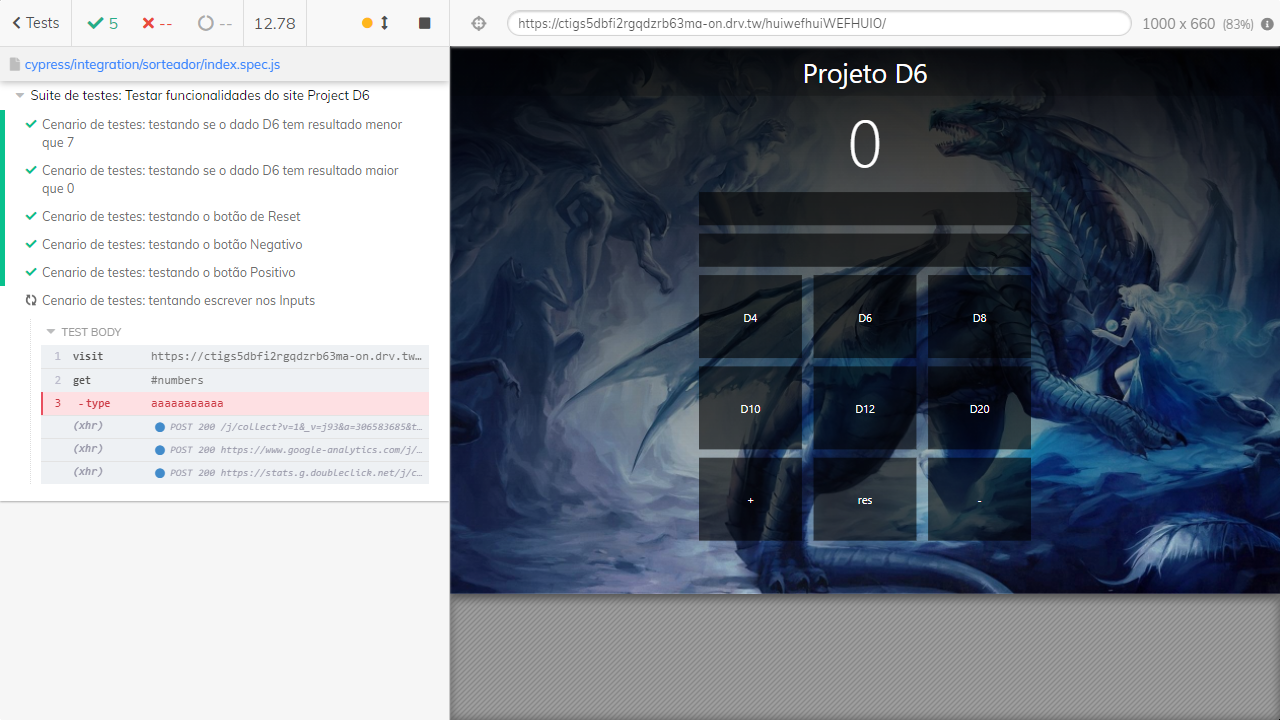 Tests
5
--
--
12.78
https://ctigs5dbfi2rgqdzrb63ma-on.drv.tw/huiwefhuiWEFHUIO/
1000 x 660 (83%)
cypress/integration/sorteador/index.spec.js
Suite de testes: Testar funcionalidades do site Project D6
Cenario de testes: testando se o dado D6 tem resultado menor
que 7
Cenario de testes: testando se o dado D6 tem resultado maior
que 0
Cenario de testes: testando o botão de Reset
Cenario de testes: testando o botão Negativo
Cenario de testes: testando o botão Positivo
Cenario de testes: tentando escrever nos Inputs
TEST BODY
1 visit https://ctigs5dbfi2rgqdzrb63ma-on.drv.tw…
2 get #numbers
3 -type aaaaaaaaaaa
(xhr) POST 200 /j/collect?v=1&_v=j93&a=306583685&t…
(xhr) POST 200 https://www.google-analytics.com/j/…
(xhr) POST 200 https://stats.g.doubleclick.net/j/c…
Projeto D6
0
D4 D6 D8
D10 D12 D20
+ res -